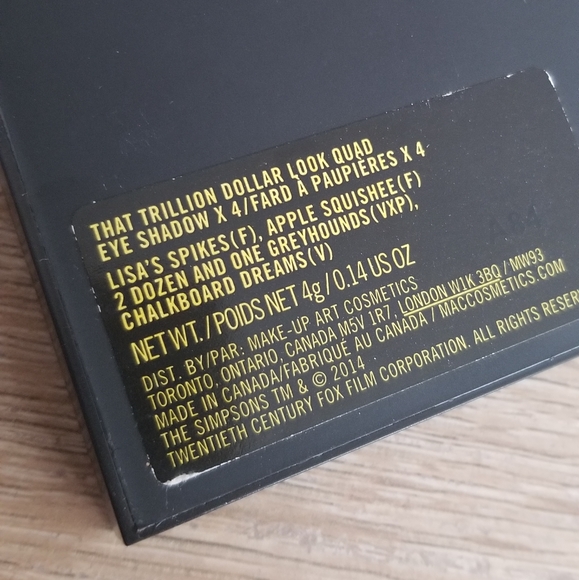 THAT TRILLION DOLLAR LOOK QUAD
EYE SHADOW X 4/FARD À PAUPIÈRES X 4
LISA'S SPIKES(F), APPLE SQUISHEE(F)
2 DOZEN AND ONE GREYHOUNDS(VXP),
CHALKBOARD DREAMS(V)
NET WT./POIDS NET 4g/0.14 US OZ
DIST. BY/PAR: MAKE-UP ART COSMETICS
TORONTO, ONTARIO, CANADA M5V 1R7, LONDON W1K 3BQ / MW93
MADE IN CANADA/FABRIQUÉ AU CANADA / MACCOSMETICS.COM
THE SIMPSONS TM & © 2014
TWENTIETH CENTURY FOX FILM CORPORATION. ALL RIGHTS RESER